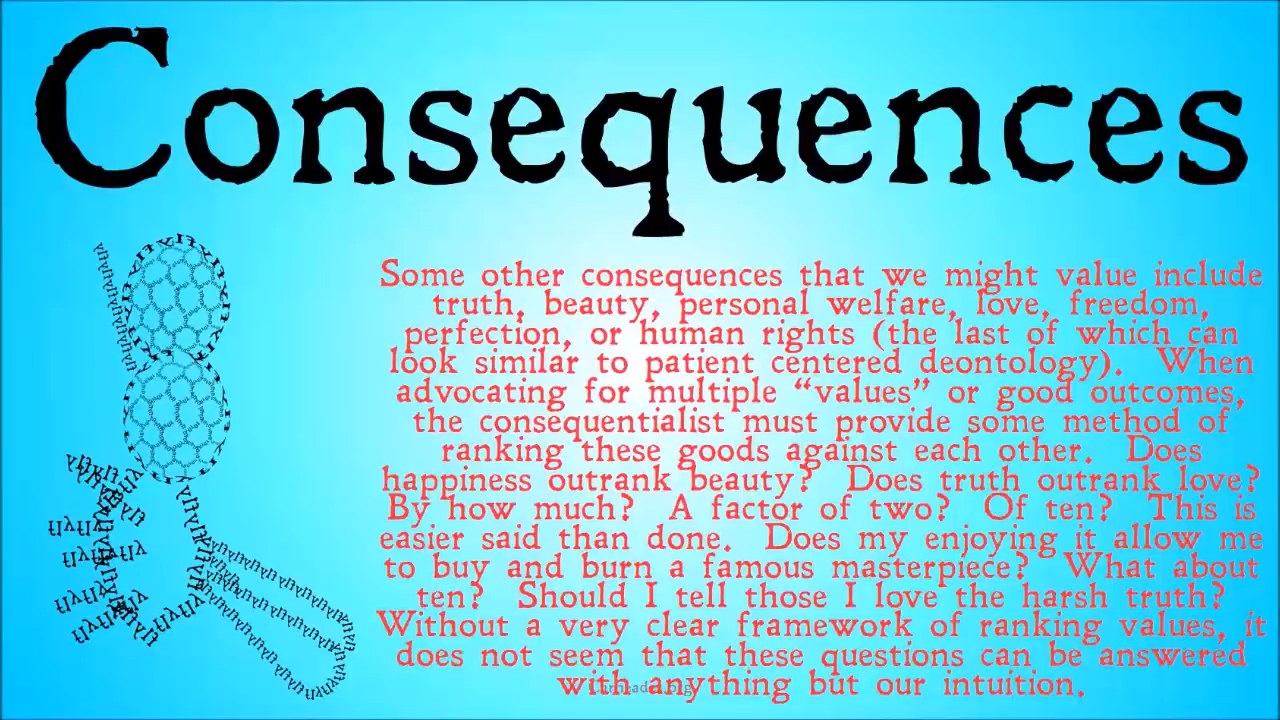 Consequences
Some other consequences that we might value include
truth, beauty, personal welfare, love, freedom,
perfection, or human rights (the last of which can
look similar to patient centered deontology).  When
advocating for multiple “values” or good outcomes,
the consequentialist must provide some method of
ranking these goods against each other.  Does
happiness outrank beauty?  Does truth outrank love?
By how much?  A factor of two?  Of ten?  This is
easier said than done.  Does my enjoying it allow me
to buy and burn a famous masterpiece?  What about
ten?  Should I tell those I love the harsh truth?
Without a very clear framework of ranking values, it
does not seem that these questions can be answered
with anything but our intuition.